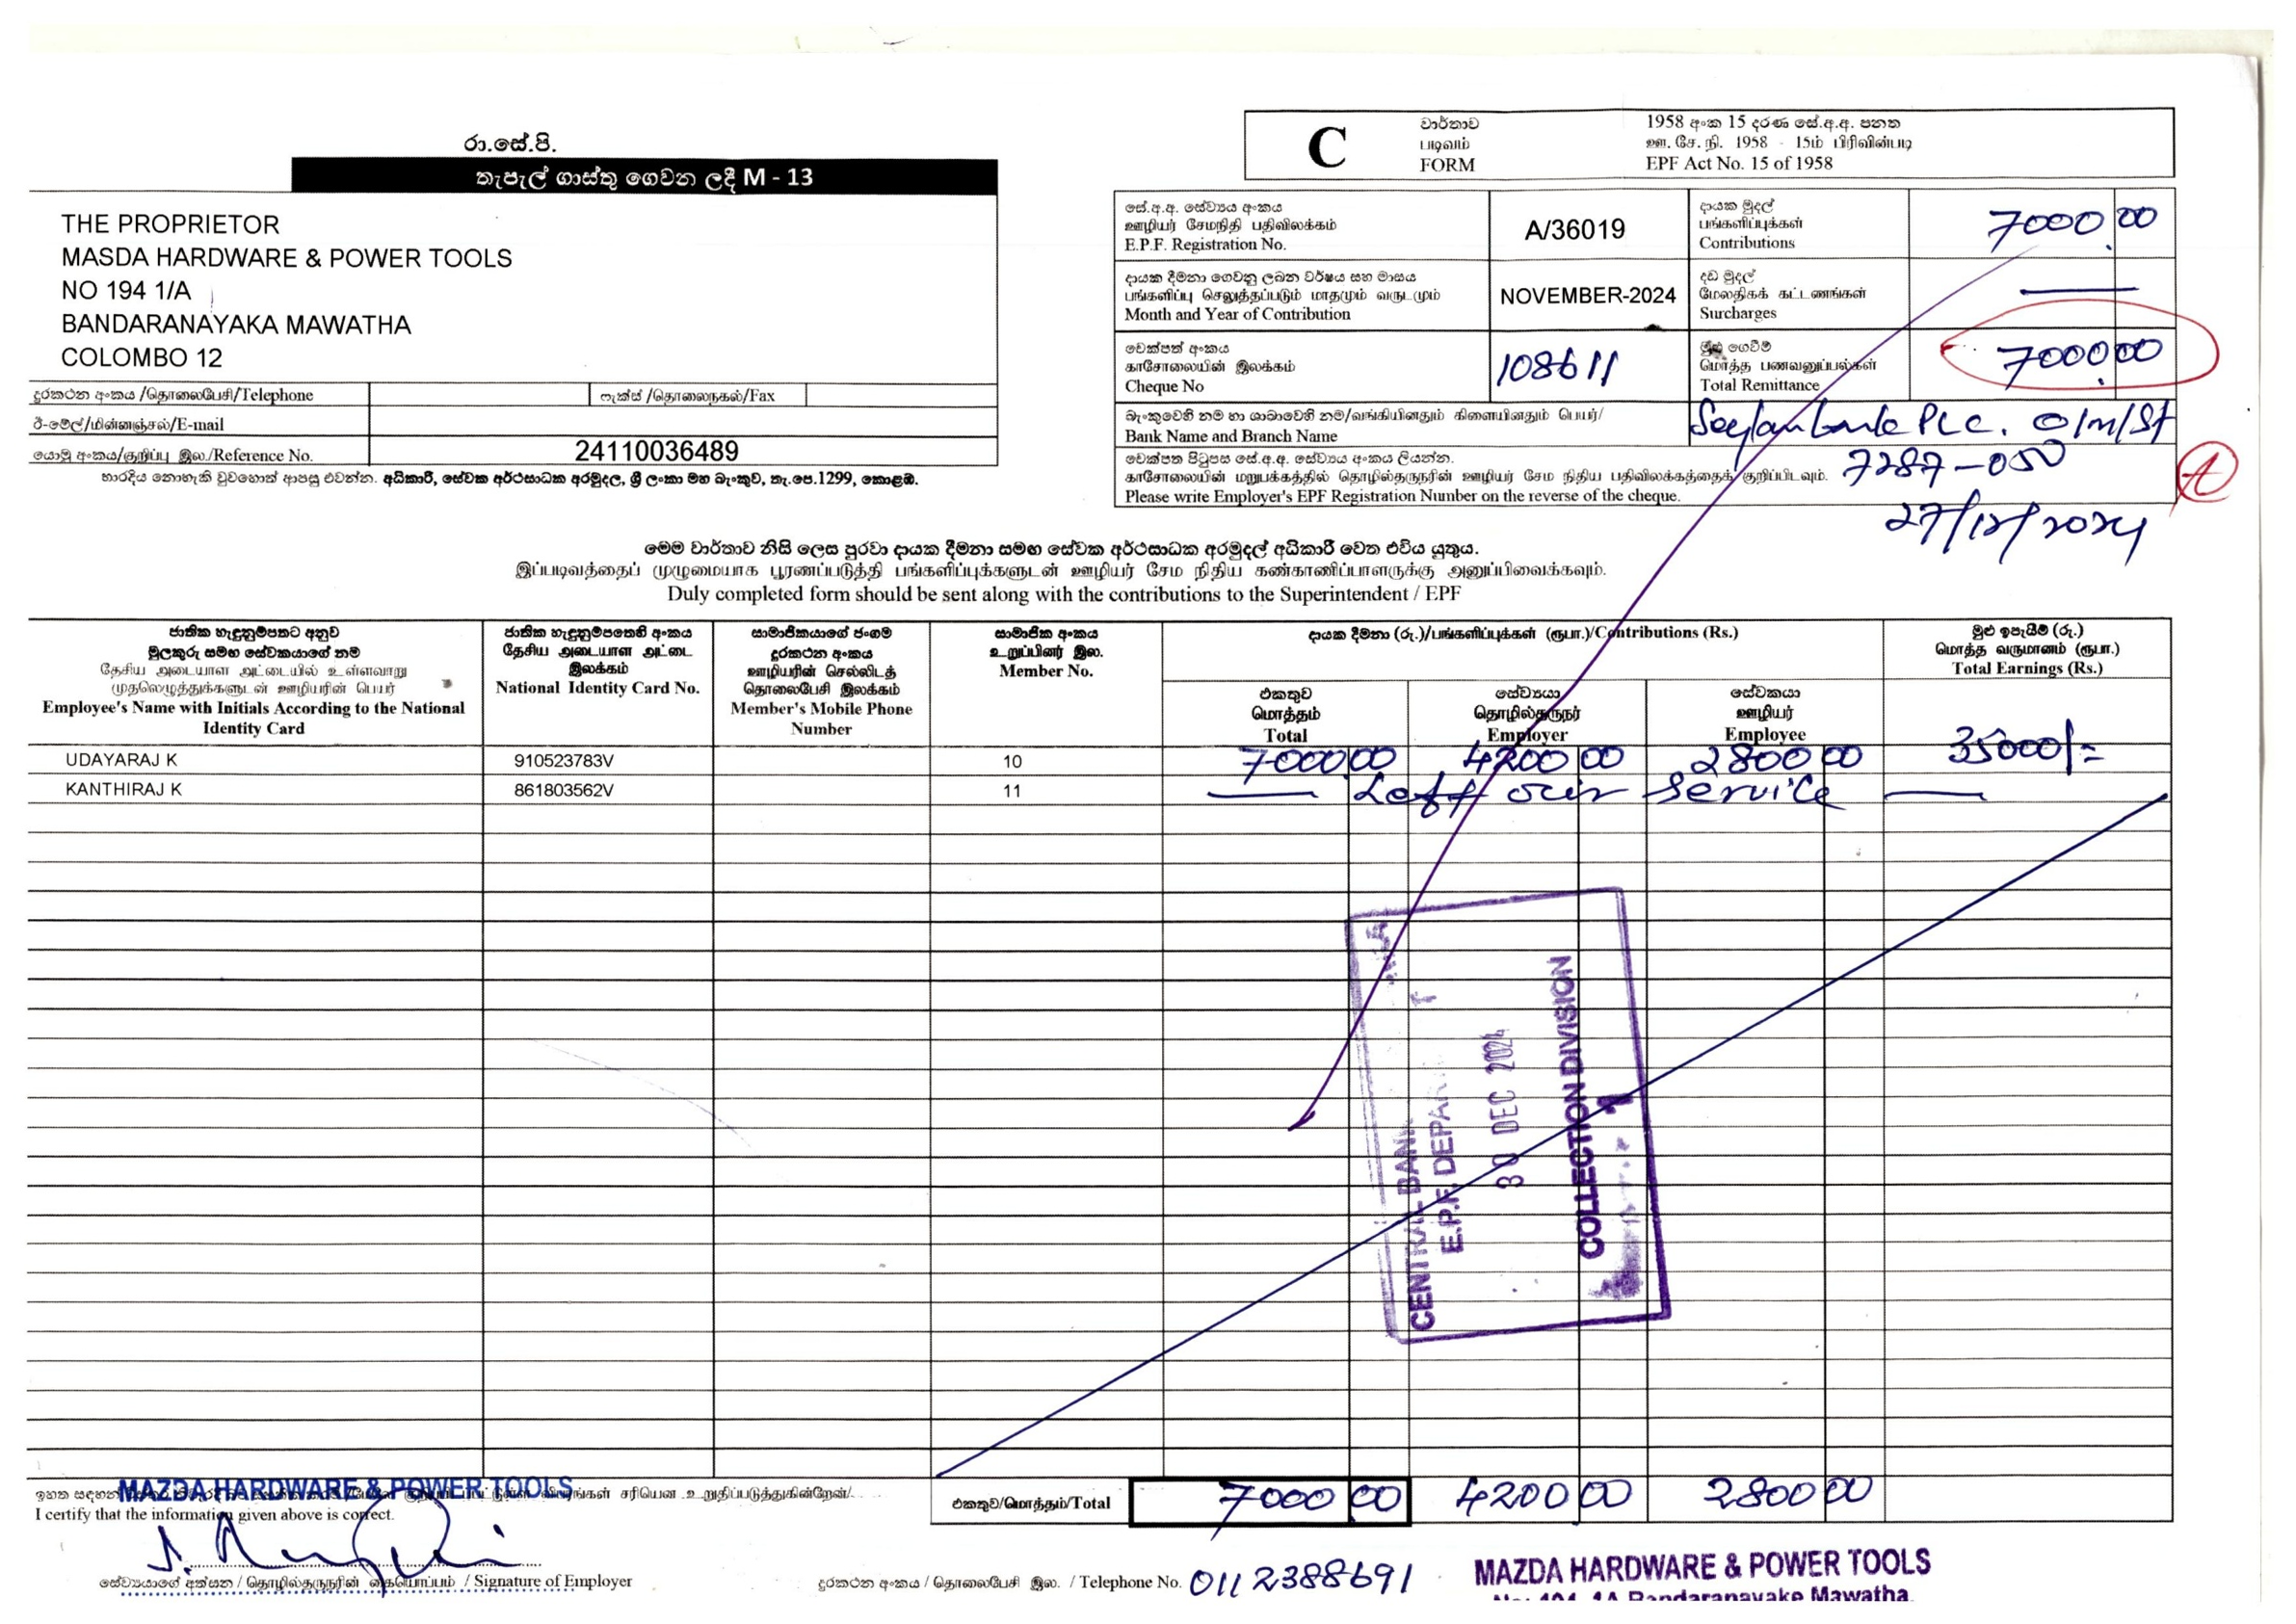 රා.සේ.පි.
තැපැල් ගාස්තු ගෙවන ලදී M - 13
THE PROPRIETOR
MASDA HARDWARE & POWER TOOLS
NO 194 1/A
BANDARANAYAKA MAWATHA
COLOMBO 12
දුරකථන අංකය /தொலைபேசி/Telephone
ෆැක්ස් /தொலைநகல்/Fax
ඊ-මේල්/மின்னஞ்சல்/E-mail
යොමු අංකය/குறிப்பு இல./Reference No. 24110036489
භාරදිය නොහැකි වුවහොත් ආපසු එවන්න. අධිකාරී, සේවක අර්ථසාධක අරමුදල, ශ්‍රී ලංකා මහ බැංකුව, තැ.පෙ.1299, කොළඹ.
C
වාර්තාව
படிவம்
FORM
1958 අංක 15 දරණ සේ.අ.අ. පනත
ஊ. சே. நி. 1958 - 15ம் பிரிவின்படி
EPF Act No. 15 of 1958
සේ.අ.අ. සේව්‍ය අංකය
ஊழியர் சேமநிதி பதிவிலக்கம்
E.P.F. Registration No.
A/36019
දායක මුදල්
பங்களிப்புக்கள்
Contributions
7000.00
දායක දීමනා ගෙවනු ලබන වර්ෂය සහ මාසය
பங்களிப்பு செலுத்தப்படும் மாதமும் வருடமும்
Month and Year of Contribution
NOVEMBER-2024
දඩ මුදල්
மேலதிகக் கட்டணங்கள்
Surcharges
චෙක්පත් අංකය
காசோலையின் இலக்கம்
Cheque No
108611
මුළු ගෙවීම්
மொத்த பணவனுப்பல்கள்
Total Remittance
7000.00
බැංකුවෙහි නම හා ශාඛාවෙහි නම/வங்கியினதும் கிளையினதும் பெயர்/
Bank Name and Branch Name
Seylan bank PLC. O/M/St
චෙක්පත පිටුපස සේ.අ.අ. සේව්‍ය අංකය ලියන්න.
7287-050
காசோலையின் மறுபக்கத்தில் தொழில்தருநரின் ஊழியர் சேம நிதிய பதிவிலக்கத்தைக் குறிப்பிடவும்.
Please write Employer's EPF Registration Number on the reverse of the cheque.
A
27/12/2024
මෙම වාර්තාව නිසි ලෙස පුරවා දායක දීමනා සමඟ සේවක අර්ථසාධක අරමුදල් අධිකාරී වෙත එවිය යුතුය.
இப்படிவத்தைப் முழுமையாக பூரணப்படுத்தி பங்களிப்புக்களுடன் ஊழியர் சேம நிதிய கண்காணிப்பாளருக்கு அனுப்பிவைக்கவும்.
Duly completed form should be sent along with the contributions to the Superintendent / EPF
ජාතික හැඳුනුම්පතට අනුව
මුලකුරු සමඟ සේවකයාගේ නම
தேசிய அடையாள அட்டையில் உள்ளவாறு
முதலெழுத்துக்களுடன் ஊழியரின் பெயர்
Employee's Name with Initials According to the National
Identity Card
ජාතික හැඳුනුම්පතෙහි අංකය
தேசிய அடையாள அட்டை
இலக்கம்
National Identity Card No.
සාමාජිකයාගේ ජංගම
දුරකථන අංකය
ஊழியரின் செல்லிடத்
தொலைபேசி இலக்கம்
Member's Mobile Phone
Number
සාමාජික අංකය
உறுப்பினர் இல.
Member No.
දායක දීමනා (රු.)/பங்களிப்புக்கள் (ரூபா.)/Contributions (Rs.)
එකතුව
மொத்தம்
Total
සේව්‍යයා
தொழில்தருநர்
Employer
සේවකයා
ஊழியர்
Employee
මුළු ඉපැයීම් (රු.)
மொத்த வருமானம் (ரூபா.)
Total Earnings (Rs.)
UDAYARAJ K 910523783V 10 7000 00 4200 00 2800 00 35000/=
KANTHIRAJ K 861803562V 11 Left our service
CENTRAL BANK
E.P.F. DEPAR T
30 DEC 2024
COLLECTION DIVISION
1
MAZDA HARDWARE & POWER TOOLS
I certify that the information given above is correct.
එකතුව/மொத்தம்/Total 7000 00 4200 00 2800 00
සේව්‍යයාගේ අත්සන / தொழில்தருநரின் கையொப்பம் / Signature of Employer
දුරකථන අංකය / தொலைபேசி இல. / Telephone No. 0112388691
MAZDA HARDWARE & POWER TOOLS
No: 194, 1A Bandaranayake Mawatha,